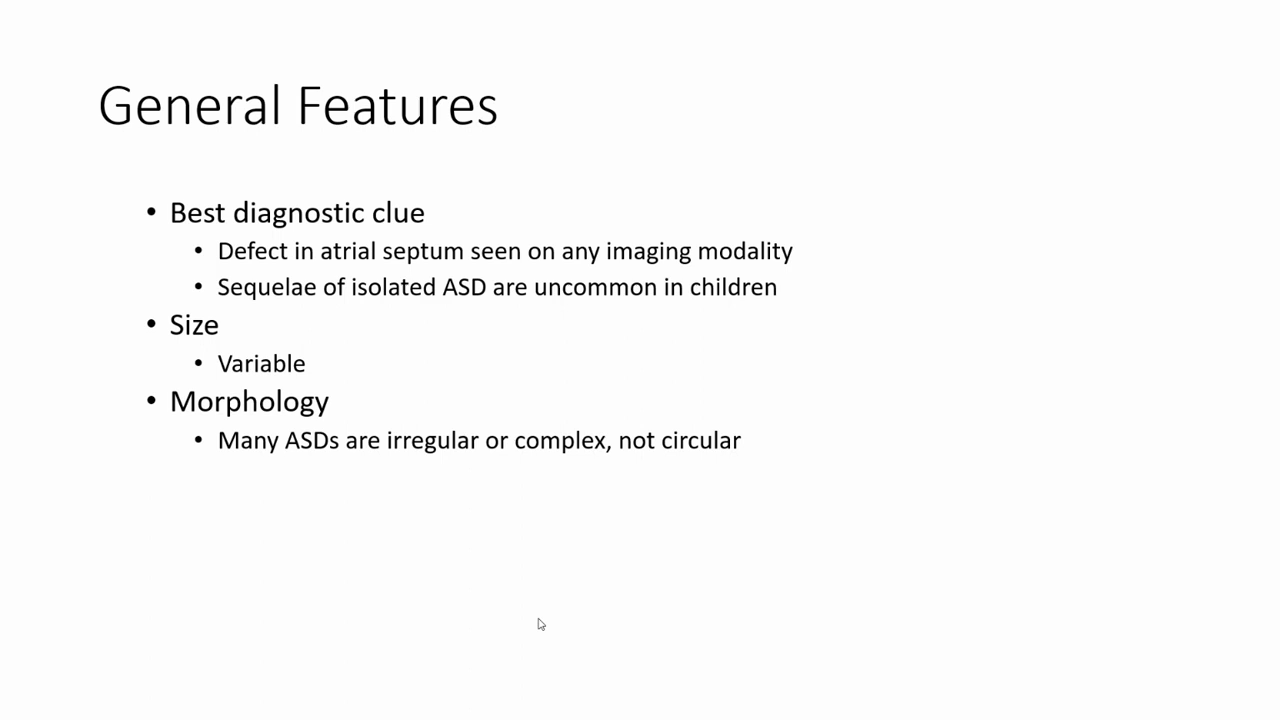 General Features
• Best diagnostic clue
• Defect in atrial septum seen on any imaging modality
• Sequelae of isolated ASD are uncommon in children
• Size
• Variable
• Morphology
• Many ASDs are irregular or complex, not circular